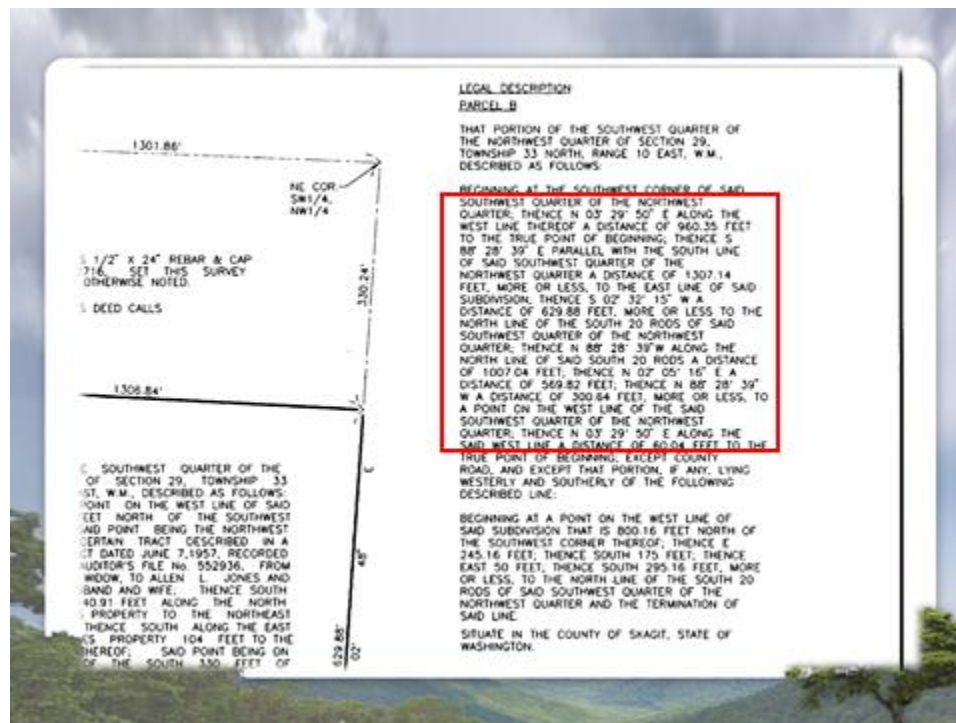 LEGAL DESCRIPTION
PARCEL B
THAT PORTION OF THE SOUTHWEST QUARTER OF
THE NORTHWEST QUARTER OF SECTION 29,
TOWNSHIP 33 NORTH, RANGE 10 EAST, W.M.,
DESCRIBED AS FOLLOWS:
BEGINNING AT THE SOUTHWEST CORNER OF SAID
SOUTHWEST QUARTER OF THE NORTHWEST
QUARTER; THENCE N 03° 29' 50" E ALONG THE
WEST LINE THEREOF A DISTANCE OF 960.35 FEET
TO THE TRUE POINT OF BEGINNING; THENCE S
88° 28' 39" E PARALLEL WITH THE SOUTH LINE
OF SAID SOUTHWEST QUARTER OF THE
NORTHWEST QUARTER A DISTANCE OF 1307.14
FEET, MORE OR LESS, TO THE EAST LINE OF SAID
SUBDIVISION, THENCE S 02° 32' 15" W A
DISTANCE OF 629.88 FEET, MORE OR LESS TO THE
NORTH LINE OF THE SOUTH 20 RODS OF SAID
SOUTHWEST QUARTER OF THE NORTHWEST
QUARTER; THENCE N 88° 28' 39"W ALONG THE
NORTH LINE OF SAID SOUTH 20 RODS A DISTANCE
OF 1007.04 FEET; THENCE N 02° 05' 16" E A
DISTANCE OF 569.82 FEET; THENCE N 88° 28' 39"
W A DISTANCE OF 300.64 FEET, MORE OR LESS, TO
A POINT ON THE WEST LINE OF THE SAID
SOUTHWEST QUARTER OF THE NORTHWEST
QUARTER; THENCE N 03° 29' 50" E ALONG THE
SAID WEST LINE A DISTANCE OF 60.04 FEET TO THE
TRUE POINT OF BEGINNING; EXCEPT COUNTY
ROAD, AND EXCEPT THAT PORTION, IF ANY, LYING
WESTERLY AND SOUTHERLY OF THE FOLLOWING
DESCRIBED LINE:
BEGINNING AT A POINT ON THE WEST LINE OF
SAID SUBDIVISION THAT IS 800.16 FEET NORTH OF
THE SOUTHWEST CORNER THEREOF; THENCE E
245.16 FEET; THENCE SOUTH 175 FEET; THENCE
EAST 50 FEET, THENCE SOUTH 295.16 FEET, MORE
OR LESS, TO THE NORTH LINE OF THE SOUTH 20
RODS OF SAID SOUTHWEST QUARTER OF THE
NORTHWEST QUARTER AND THE TERMINATION OF
SAID LINE.
SITUATE IN THE COUNTY OF SKAGIT, STATE OF
WASHINGTON.
1301.86'
NE COR.
SW1/4,
NW1/4
1/2" X 24" REBAR & CAP
SET THIS SURVEY
OTHERWISE NOTED.
DEED CALLS
330.24'
1306.84'
SOUTHWEST QUARTER OF THE
OF SECTION 29, TOWNSHIP 33
W.M., DESCRIBED AS FOLLOWS:
POINT ON THE WEST LINE OF SAID
NORTH OF THE SOUTHWEST
POINT BEING THE NORTHWEST
CERTAIN TRACT DESCRIBED IN A
DATED JUNE 7,1957, RECORDED
AUDITOR'S FILE No. 552936, FROM
WIDOW, TO ALLEN L. JONES AND
AND WIFE; THENCE SOUTH
40.91 FEET ALONG THE NORTH
PROPERTY TO THE NORTHEAST
THENCE SOUTH ALONG THE EAST
PROPERTY 104 FEET TO THE
THEREOF; SAID POINT BEING ON
OF THE SOUTH 330 FEET OF
629.88'